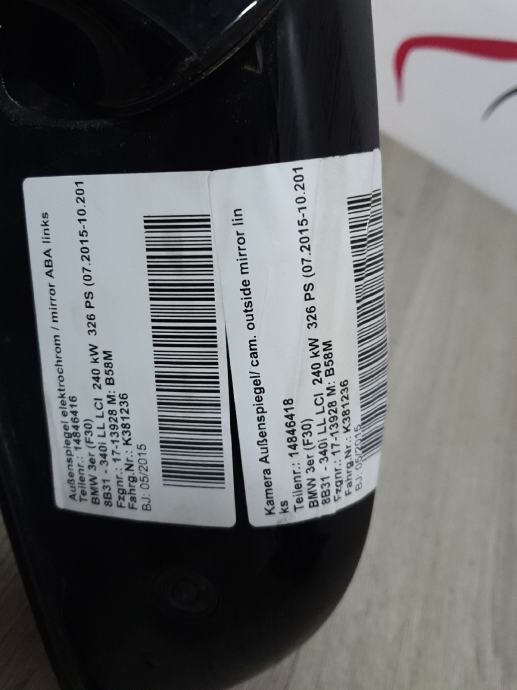 Außenspiegel elektrochrom / mirror ABA links
Teilenr.: 14846416
BMW 3er (F30)
8B31 - 340i LL LCI 240 kW 326 PS (07.2015-10.201
Fzgnr.: 17-13928 M: B58M
Fahrg.Nr.: K381236
BJ: 05/2015
Kamera Außenspiegel/ cam. outside mirror lin
ks
Teilenr.: 14846418
BMW 3er (F30)
8B31 - 340i LL LCI 240 kW 326 PS (07.2015-10.201
Fzgnr.: 17-13928 M: B58M
Fahrg.Nr.: K381236
BJ: 05/2015